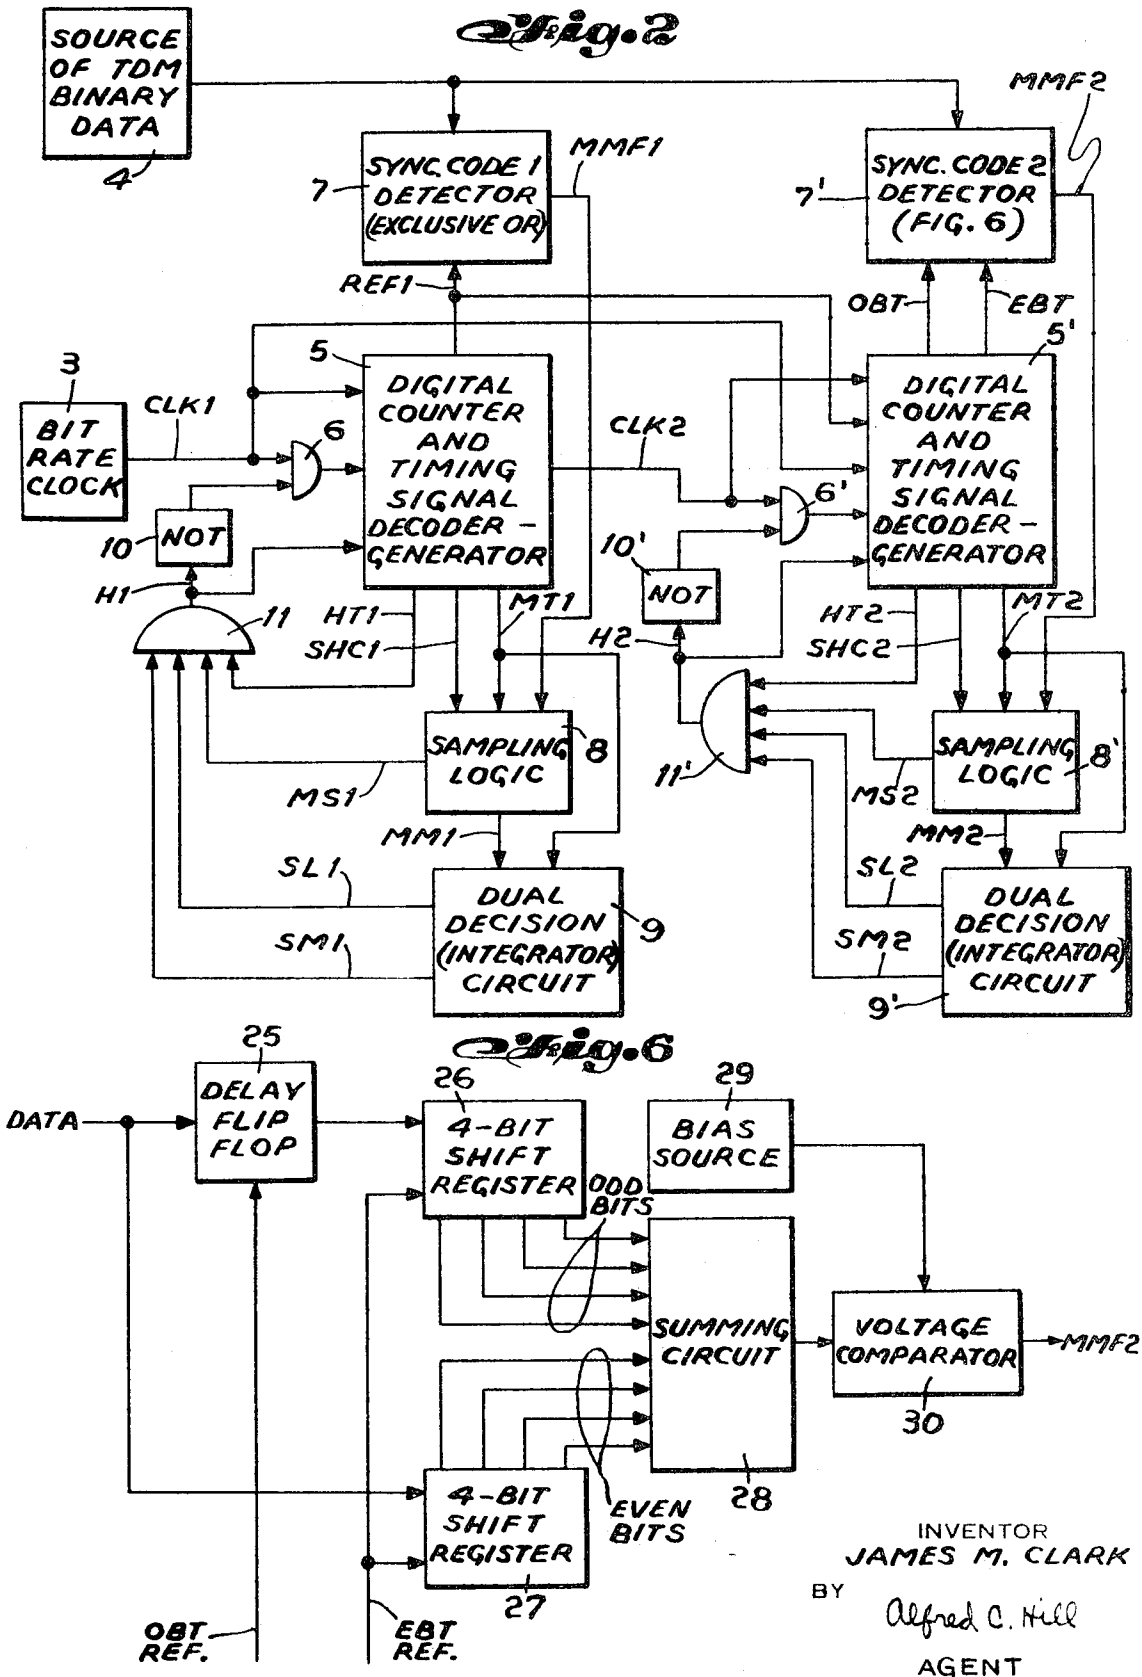 Fig. 2
SOURCE
OF TDM
BINARY
DATA
4
MMF2
SYNC. CODE 1
DETECTOR
(EXCLUSIVE OR)
7
MMF1
SYNC. CODE 2
DETECTOR
(FIG. 6)
7'
REF1
OBT
EBT
3
BIT
RATE
CLOCK
CLK1
6
5
DIGITAL
COUNTER
AND
TIMING
SIGNAL
DECODER-
GENERATOR
CLK2
6'
5'
DIGITAL
COUNTER
AND
TIMING
SIGNAL
DECODER-
GENERATOR
10
NOT
H1
11
HT1
SHC1
MT1
10'
NOT
H2
HT2
SHC2
MT2
SAMPLING
LOGIC
8
MS1
MM1
11'
SAMPLING
LOGIC
8'
MS2
MM2
SL1
SM1
DUAL
DECISION
(INTEGRATOR)
CIRCUIT
9
SL2
SM2
DUAL
DECISION
(INTEGRATOR)
CIRCUIT
9'
Fig. 6
25
DATA
DELAY
FLIP
FLOP
26
4-BIT
SHIFT
REGISTER
29
BIAS
SOURCE
ODD
BITS
SUMMING
CIRCUIT
28
VOLTAGE
COMPARATOR
30
MMF2
EVEN
BITS
4-BIT
SHIFT
REGISTER
27
OBT
REF.
EBT
REF.
INVENTOR
JAMES M. CLARK
BY
Alfred C. Hill
AGENT